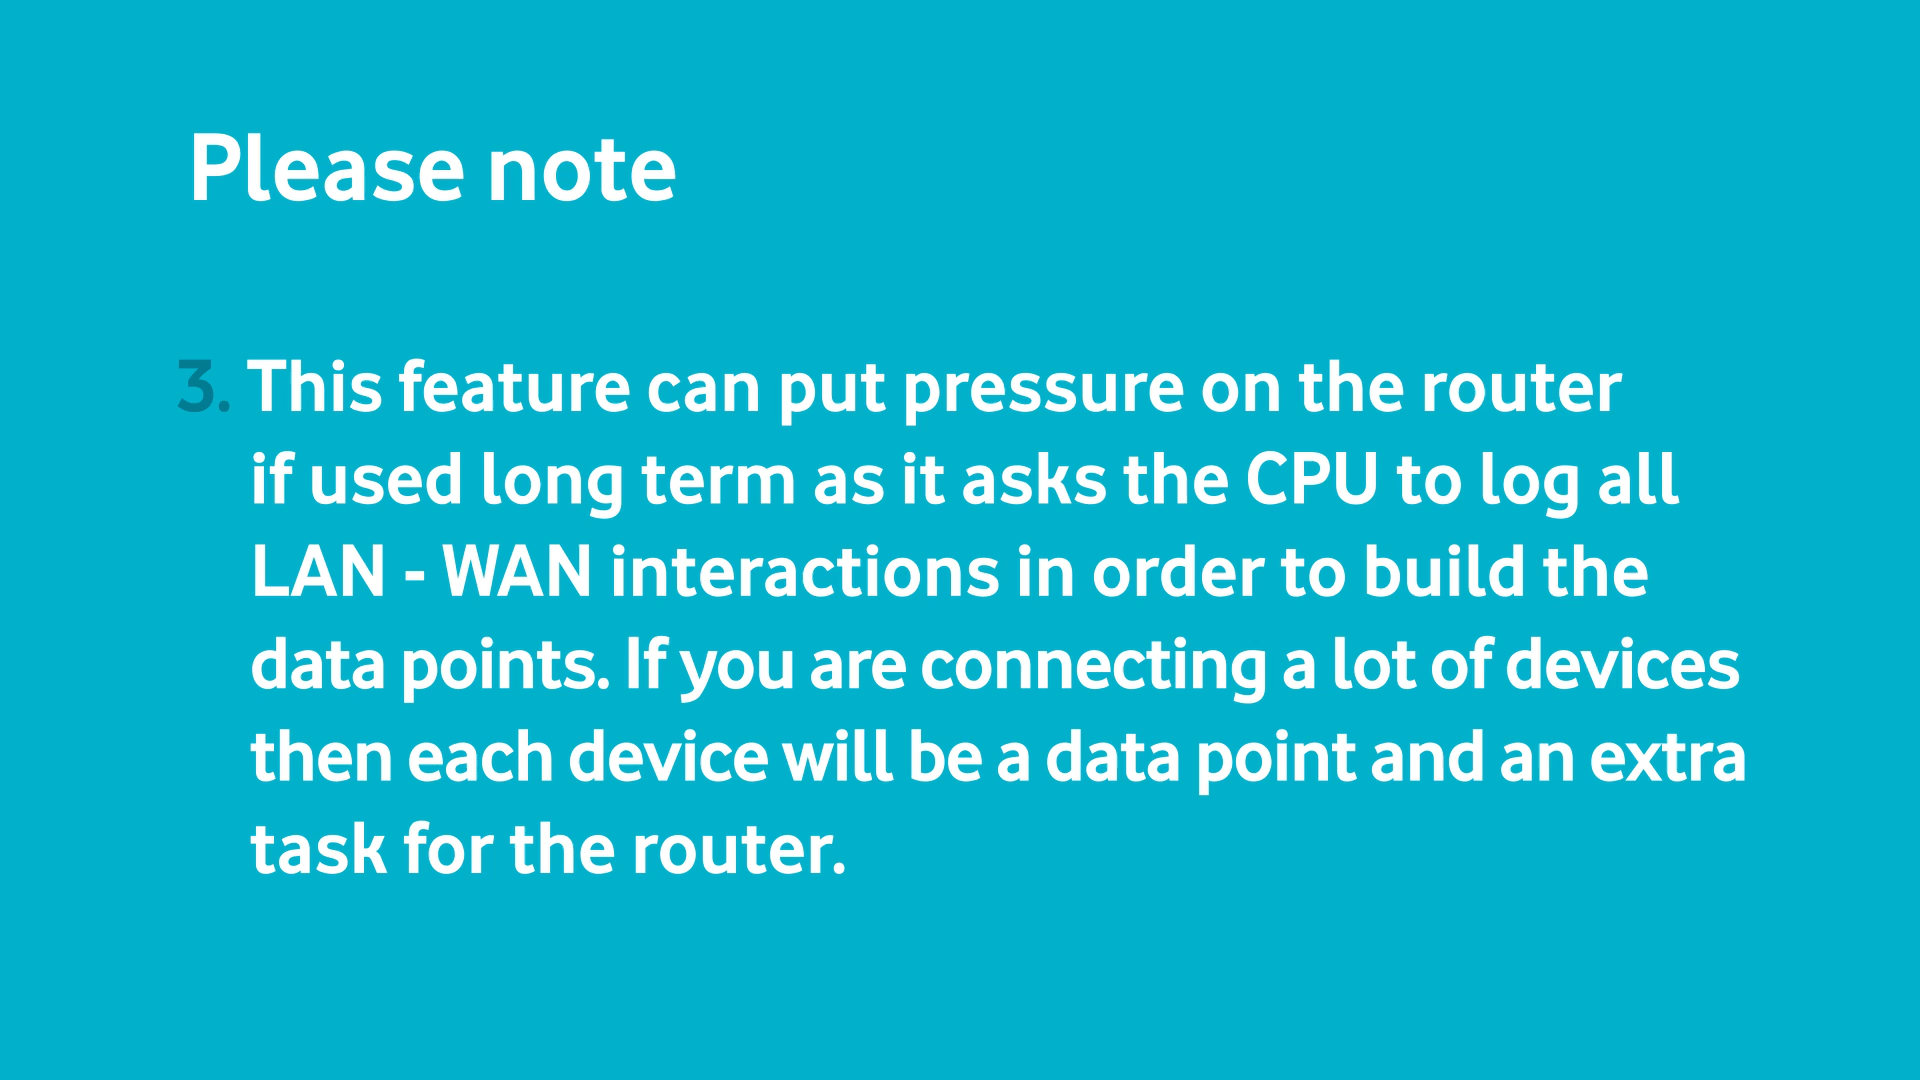 Please note
3. This feature can put pressure on the router
if used long term as it asks the CPU to log all
LAN - WAN interactions in order to build the
data points. If you are connecting a lot of devices
then each device will be a data point and an extra
task for the router.